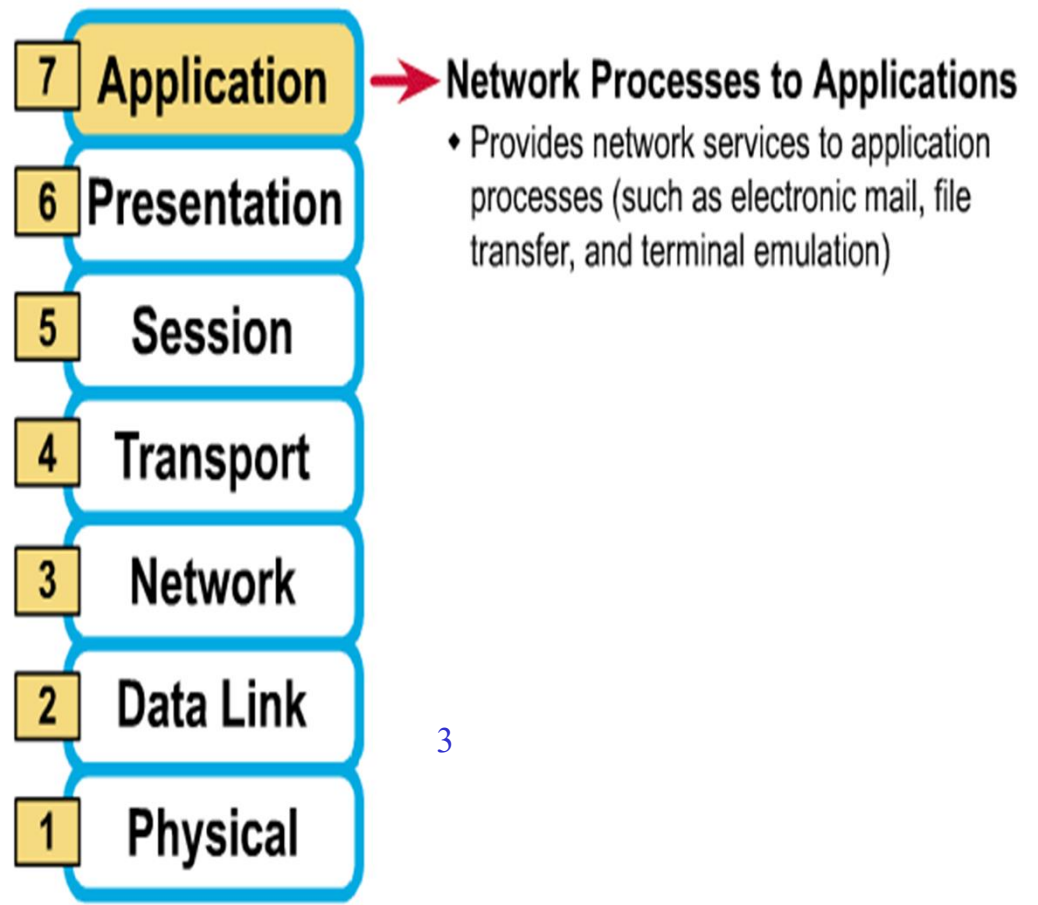 7 Application
Network Processes to Applications
• Provides network services to application
processes (such as electronic mail, file
transfer, and terminal emulation)
6 Presentation
5 Session
4 Transport
3 Network
2 Data Link
3
1 Physical